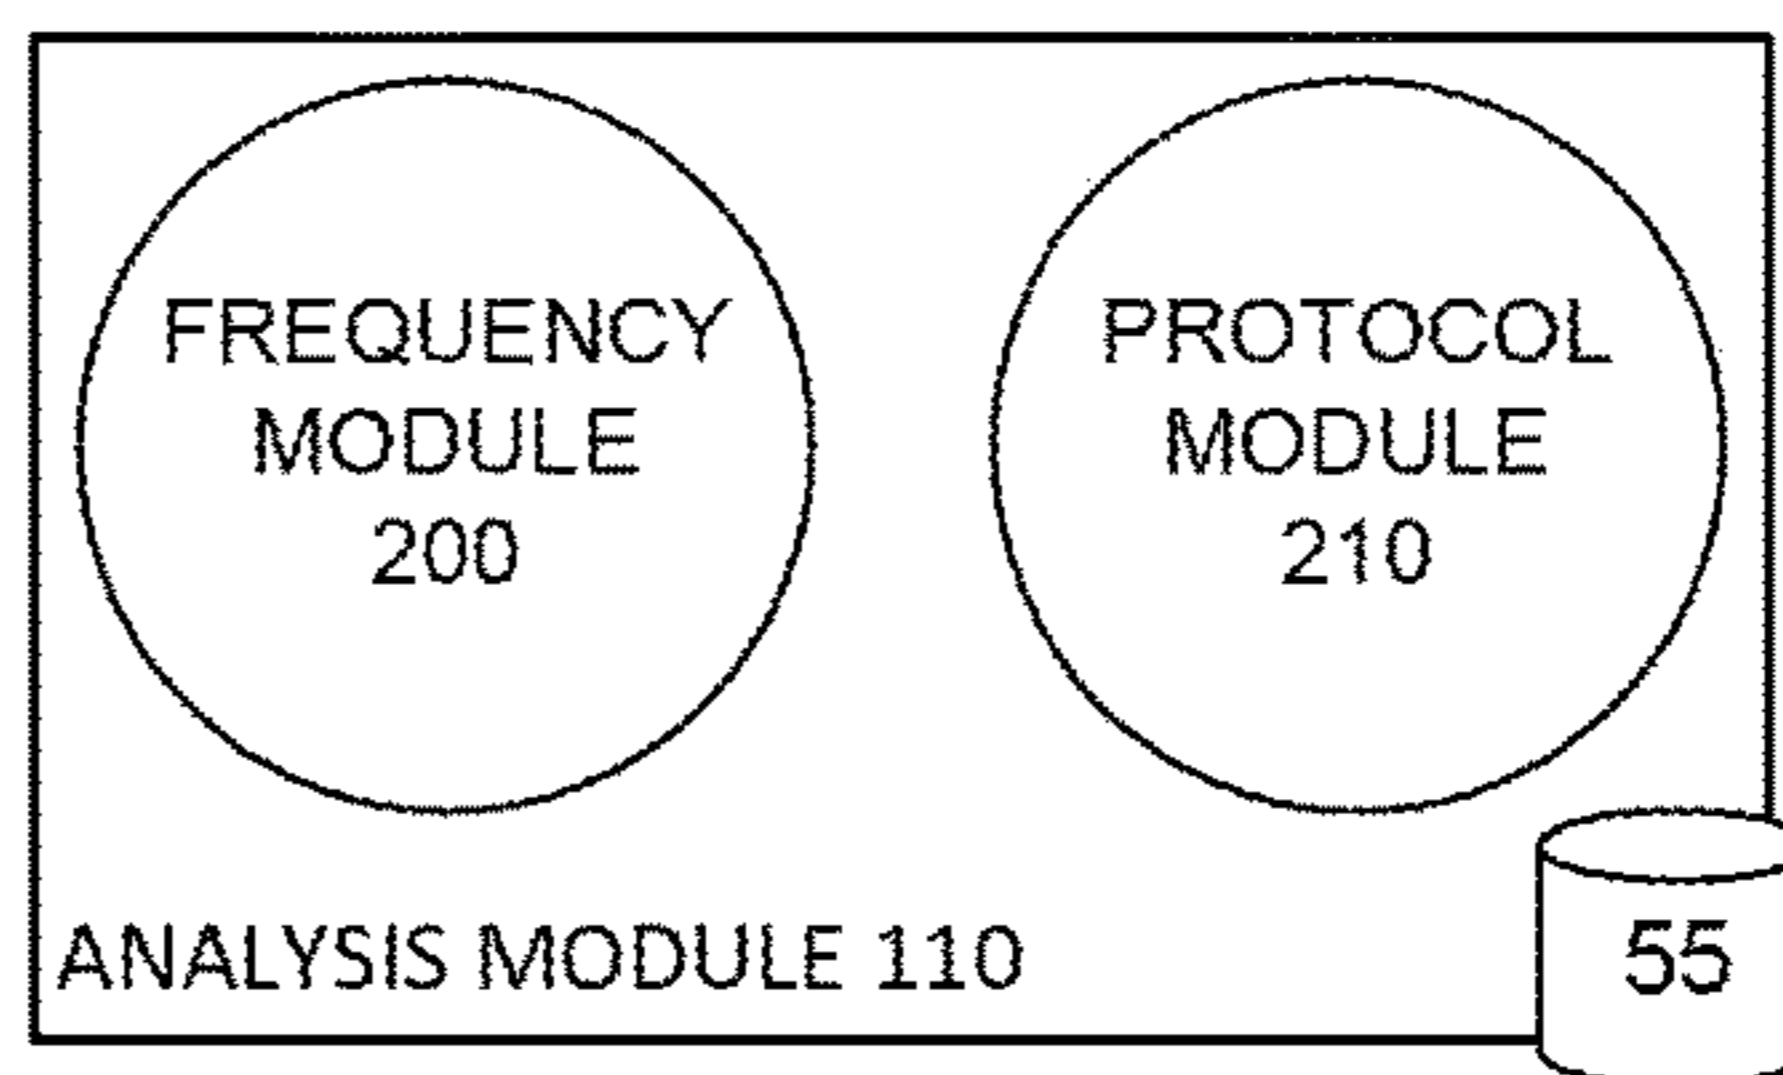 FREQUENCY
MODULE
200
PROTOCOL
MODULE
210
ANALYSIS MODULE 110
55